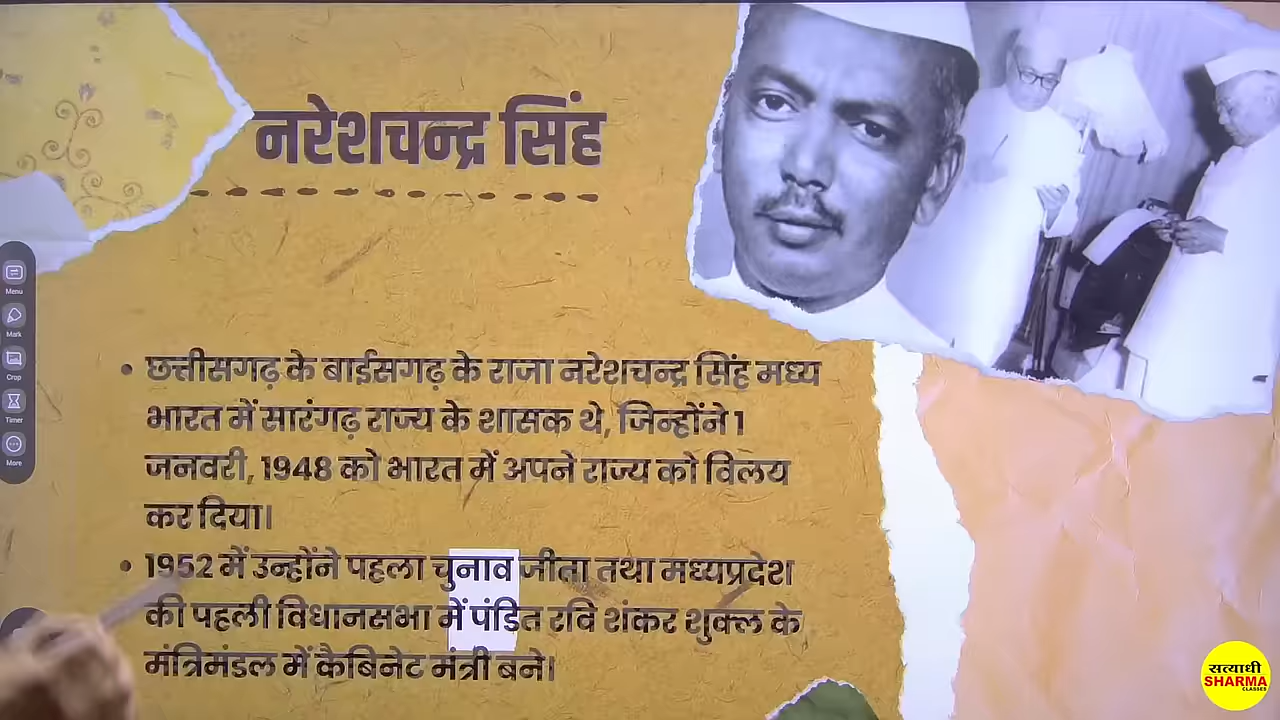 नरेशचन्द्र सिंह
• छत्तीसगढ़ के बाईसगढ़ के राजा नरेशचन्द्र सिंह मध्य
भारत में सारंगढ़ राज्य के शासक थे, जिन्होंने 1
जनवरी, 1948 को भारत में अपने राज्य को विलय
कर दिया।
• 1952 में उन्होंने पहला चुनाव जीता तथा मध्यप्रदेश
की पहली विधानसभा में पंडित रवि शंकर शुक्ल के
मंत्रिमंडल में कैबिनेट मंत्री बने।
Menu
Mark
Crop
Timer
More
सत्याधी
SHARMA
CLASSES